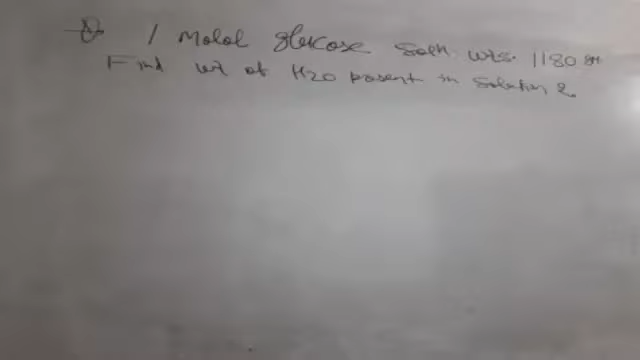 Q 1 Molal glucose Soln wts. 1180 gm
Find wt of H2O present in Solution ?